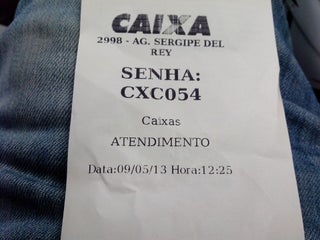 CAIXA
2998 - AG. SERGIPE DEL
REY
SENHA:
CXC054
Caixas
ATENDIMENTO
Data:09/05/13 Hora:12:25